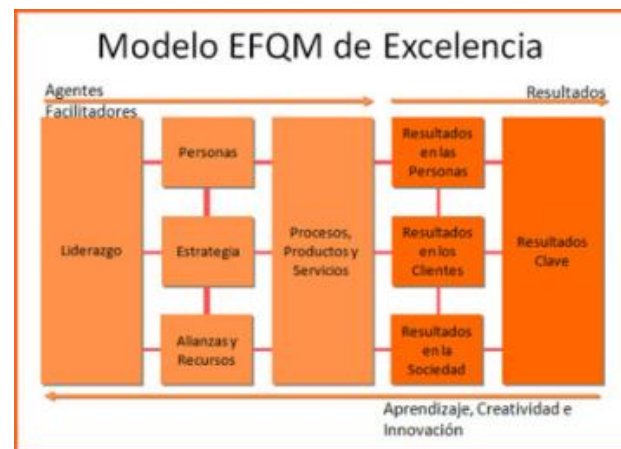 Modelo EFQM de Excelencia
Agentes
Facilitadores
Resultados
Liderazgo
Personas
Estrategia
Alianzas y
Recursos
Procesos,
Productos y
Servicios
Resultados
en las
Personas
Resultados
en los
Clientes
Resultados
en la
Sociedad
Resultados
Clave
Aprendizaje, Creatividad e
Innovación